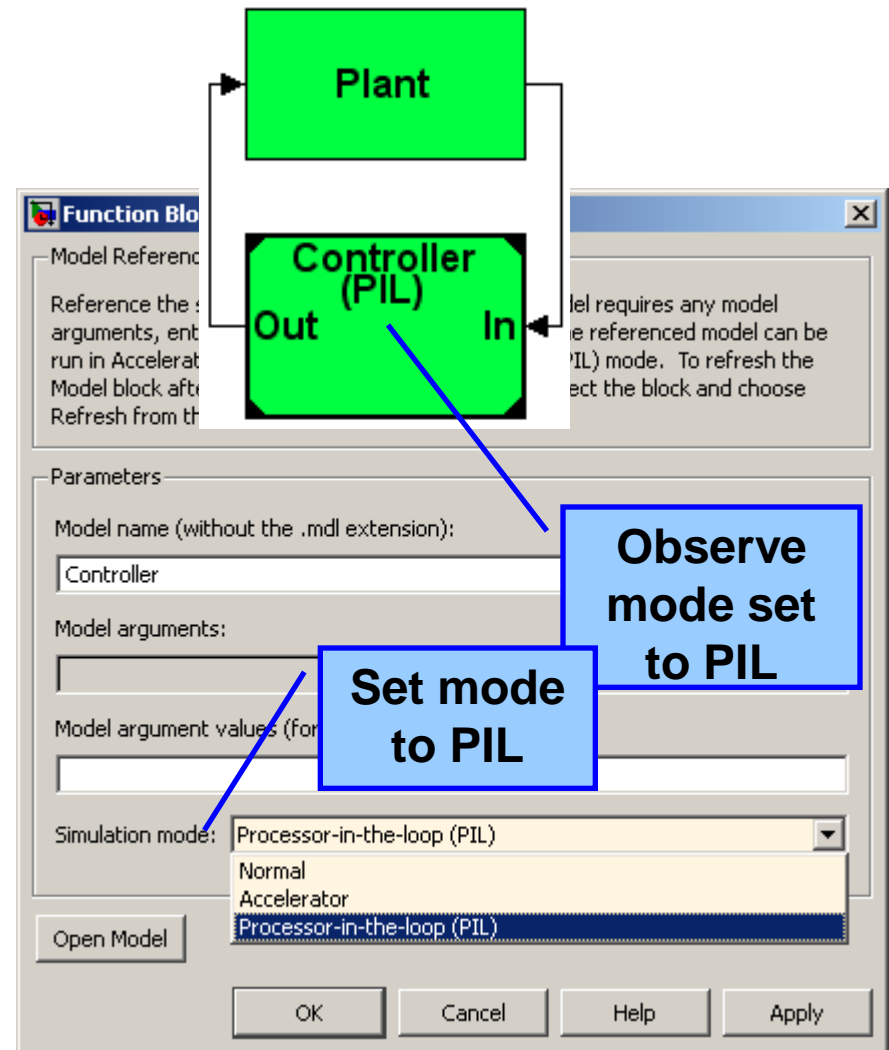 Plant
Function Blo
Controller
(PIL)
Out In
Model Referenc
Reference the s
del requires any model
arguments, ent
e referenced model can be
run in Accelerat
PIL) mode. To refresh the
Model block afte
ect the block and choose
Refresh from th
Parameters
Model name (without the .mdl extension):
Controller
Observe
mode set
to PIL
Model arguments:
Set mode
to PIL
Model argument values (for
Simulation mode: Processor-in-the-loop (PIL)
Normal
Accelerator
Processor-in-the-loop (PIL)
Open Model
OK Cancel Help Apply